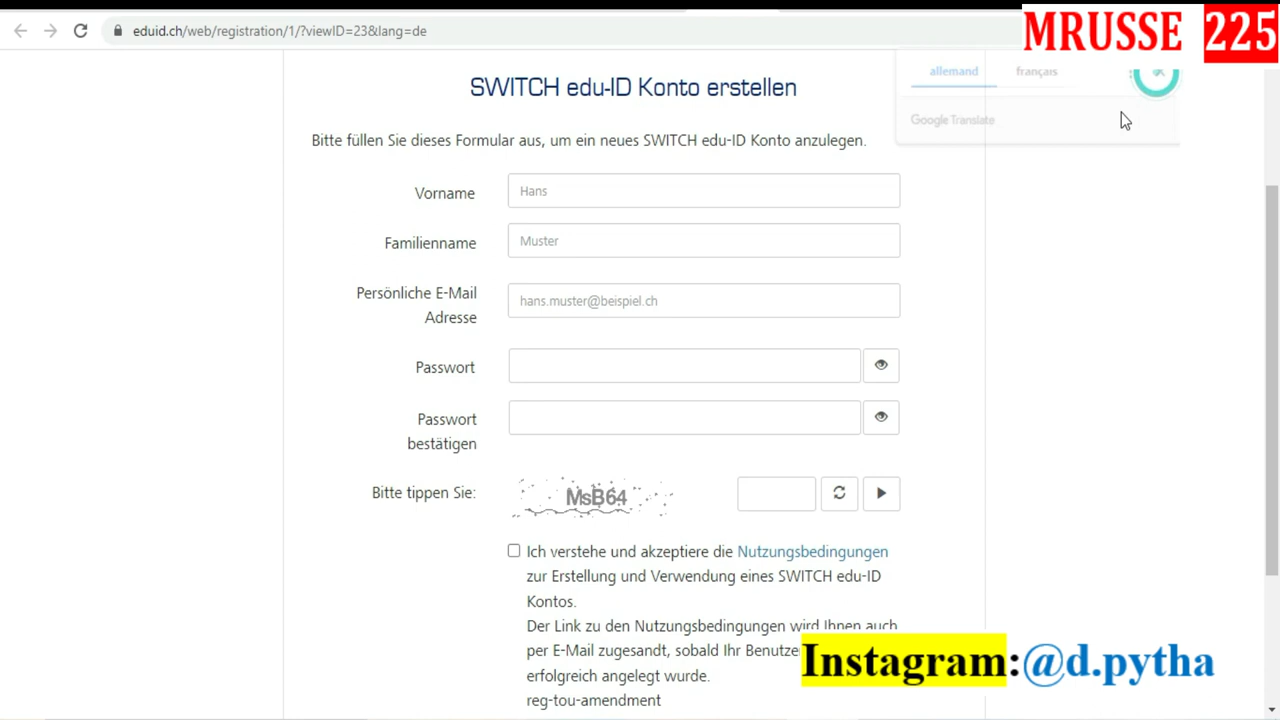 eduid.ch/web/registration/1/?viewID=23&lang=de
MRUSSE 225
allemand français
Google Translate
SWITCH edu-ID Konto erstellen
Bitte füllen Sie dieses Formular aus, um ein neues SWITCH edu-ID Konto anzulegen.
Vorname Hans
Familienname Muster
Persönliche E-Mail
Adresse
hans.muster@beispiel.ch
Passwort
Passwort
bestätigen
Bitte tippen Sie: MsB64
Ich verstehe und akzeptiere die Nutzungsbedingungen
zur Erstellung und Verwendung eines SWITCH edu-ID
Kontos.
Der Link zu den Nutzungsbedingungen wird Ihnen auch
per E-Mail zugesandt, sobald Ihr
erfolgreich angelegt wurde.
reg-tou-amendment
Instagram:@d.pytha